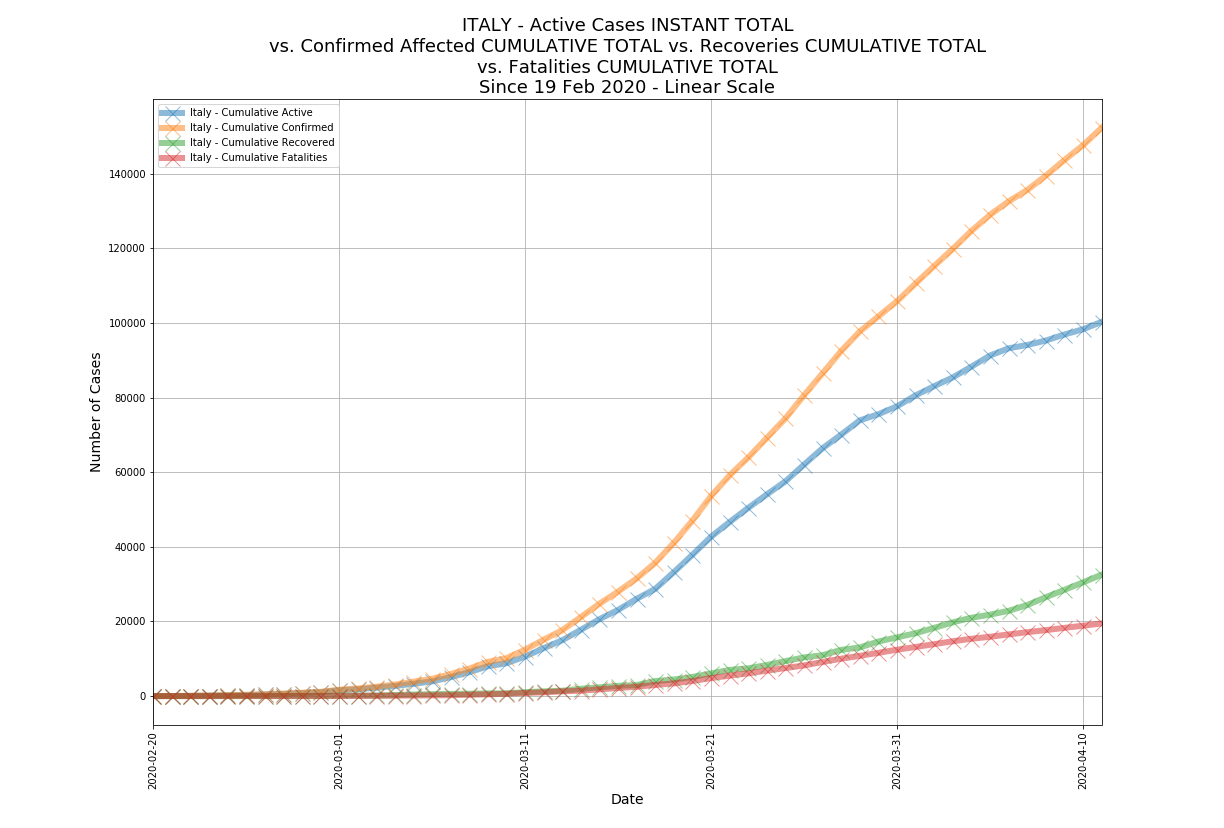 ITALY - Active Cases INSTANT TOTAL
vs. Confirmed Affected CUMULATIVE TOTAL vs. Recoveries CUMULATIVE TOTAL
vs. Fatalities CUMULATIVE TOTAL
Since 19 Feb 2020 - Linear Scale
Italy - Cumulative Active
Italy - Cumulative Confirmed
Italy - Cumulative Recovered
Italy - Cumulative Fatalities
140000
120000
100000
80000
60000
40000
20000
0
Number of Cases
2020-02-20
2020-03-01
2020-03-11
2020-03-21
2020-03-31
2020-04-10
Date